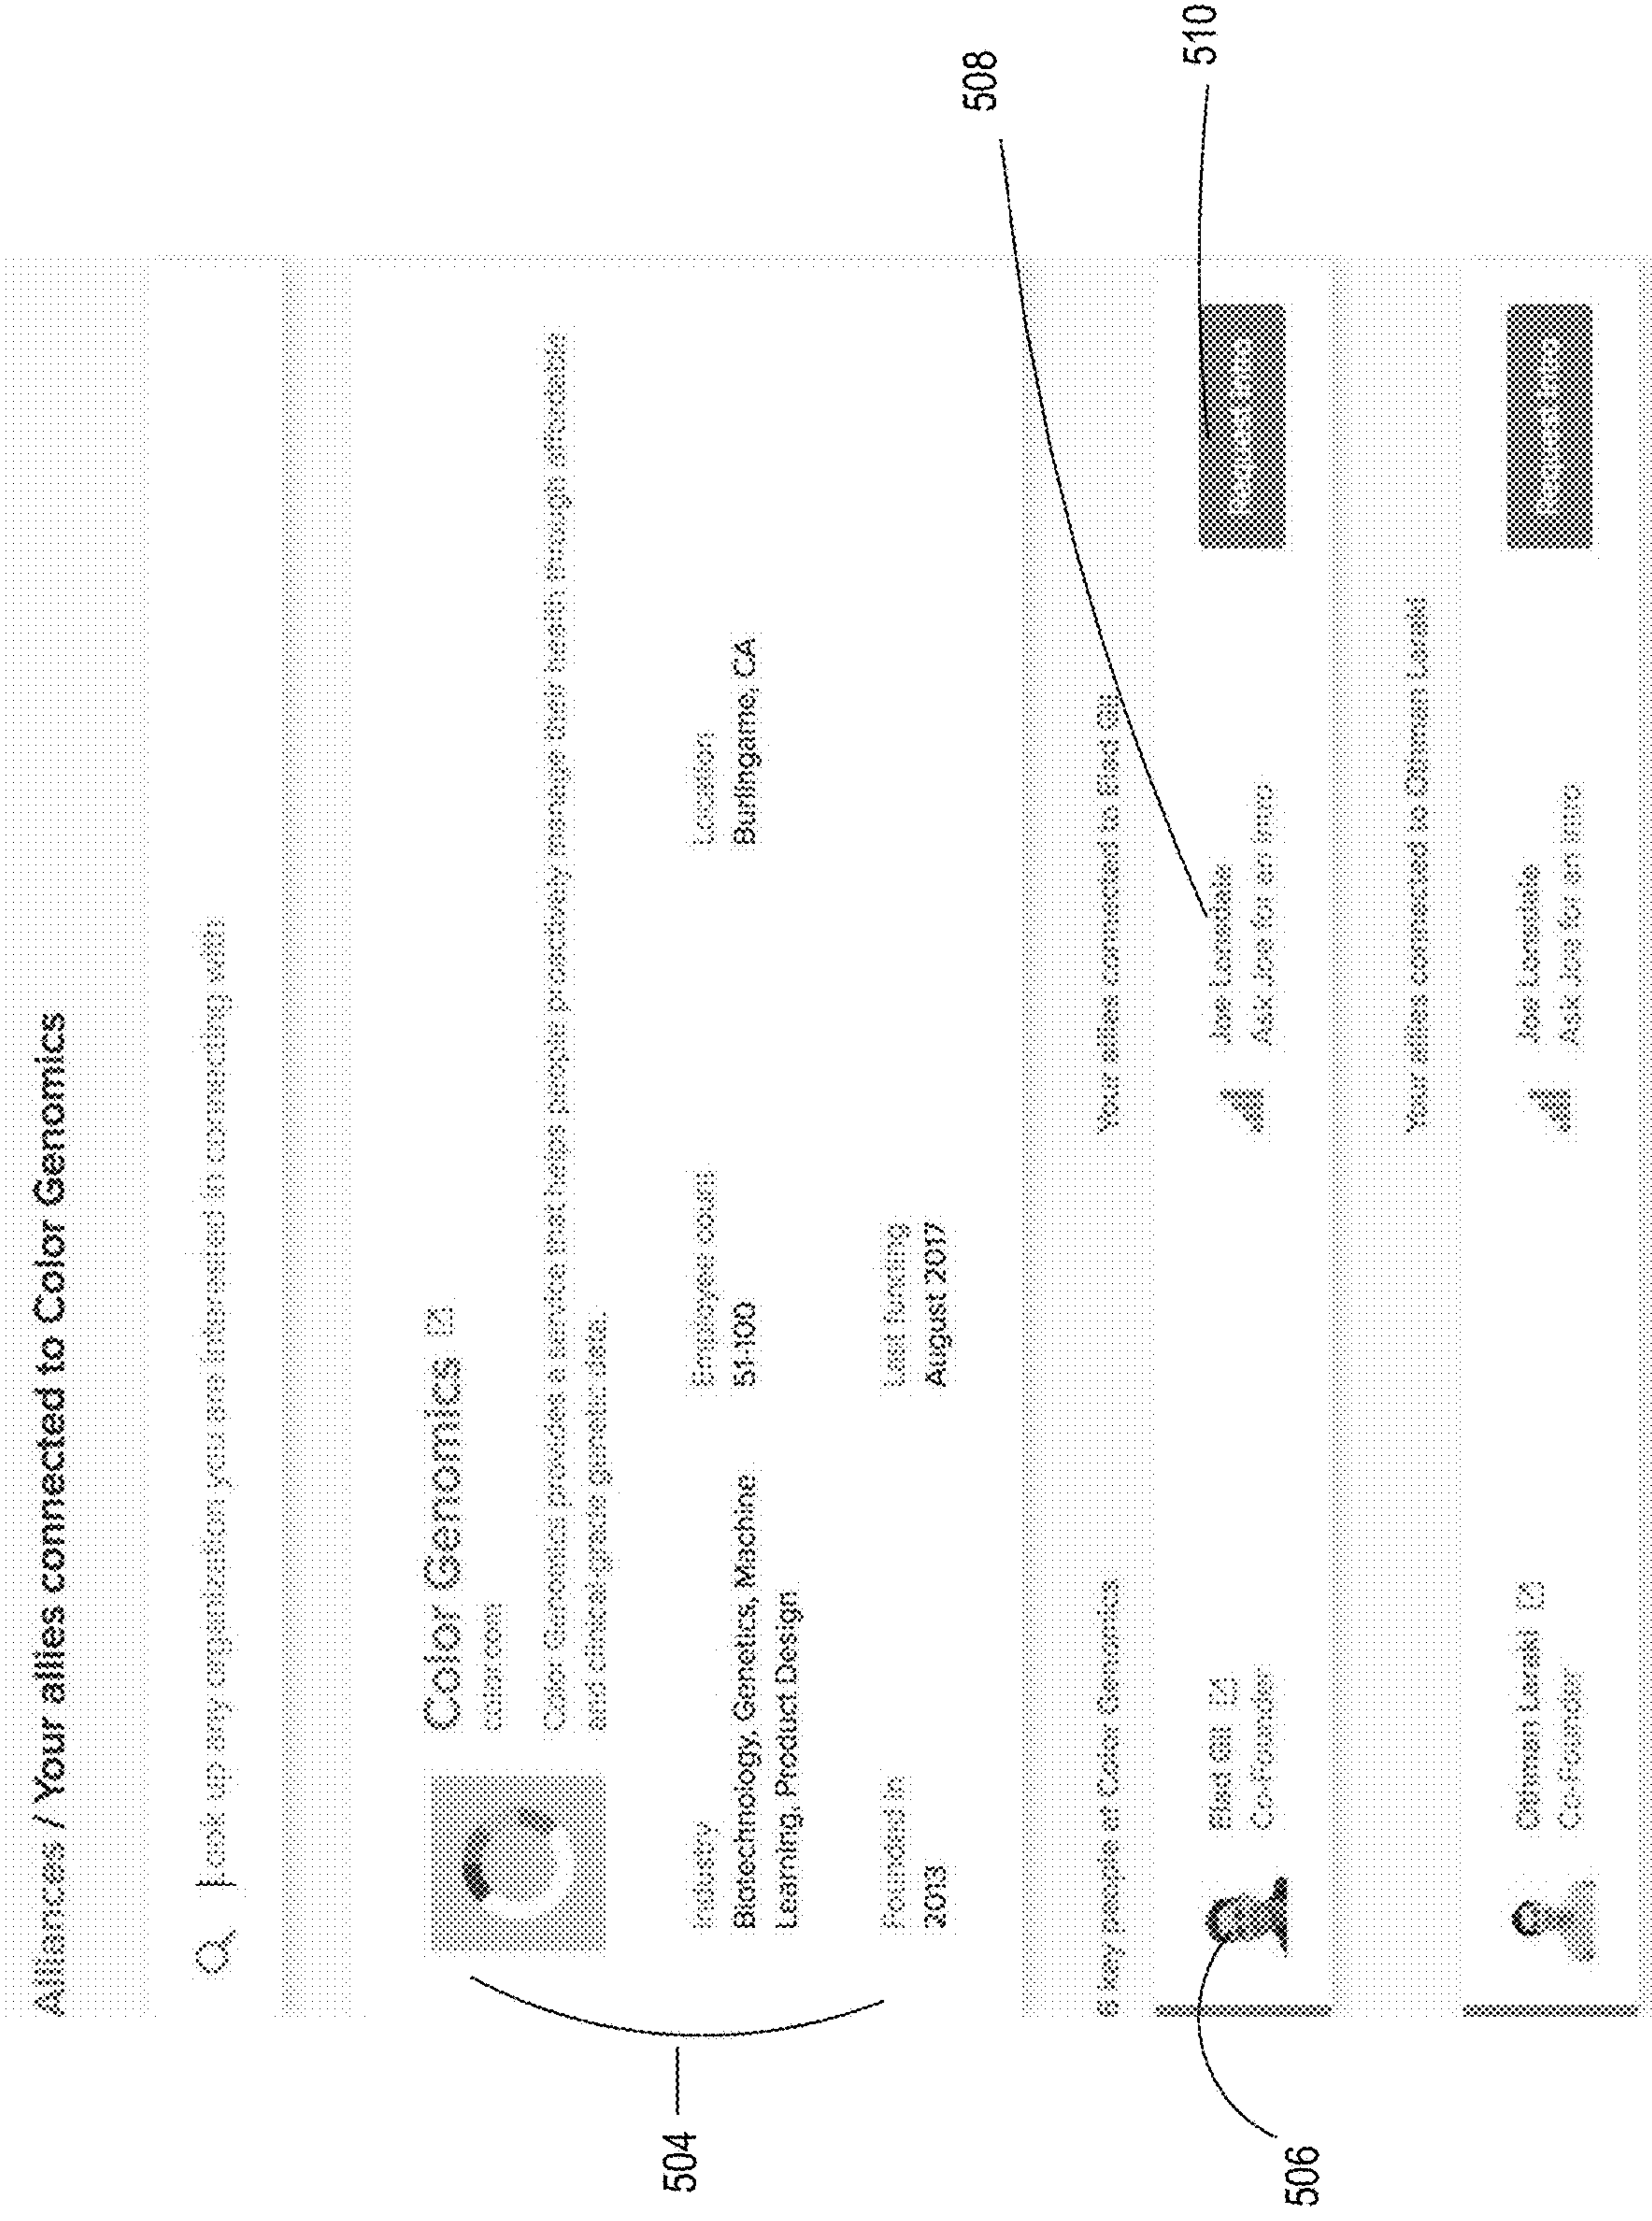 Alliances / Your allies connected to Color Genomics
Look up any organization you are interested in connecting with
Color Genomics
color.com
Color Genomics provides a service that helps people proactively manage their health through affordable
and clinical-grade genetic data.
Industry
Biotechnology, Genetics, Machine
Learning, Product Design
Employee count
51-100
Location
Burlingame, CA
Founded in
2013
Last funding
August 2017
504
key people at Color Genomics
Your allies connected to Elad Gil
508
Elad Gil
Co-Founder
Joe Lonsdale
Ask Joe for an intro
510
506
Your allies connected to Othman Laraki
Othman Laraki
Co-Founder
Joe Lonsdale
Ask Joe for an intro